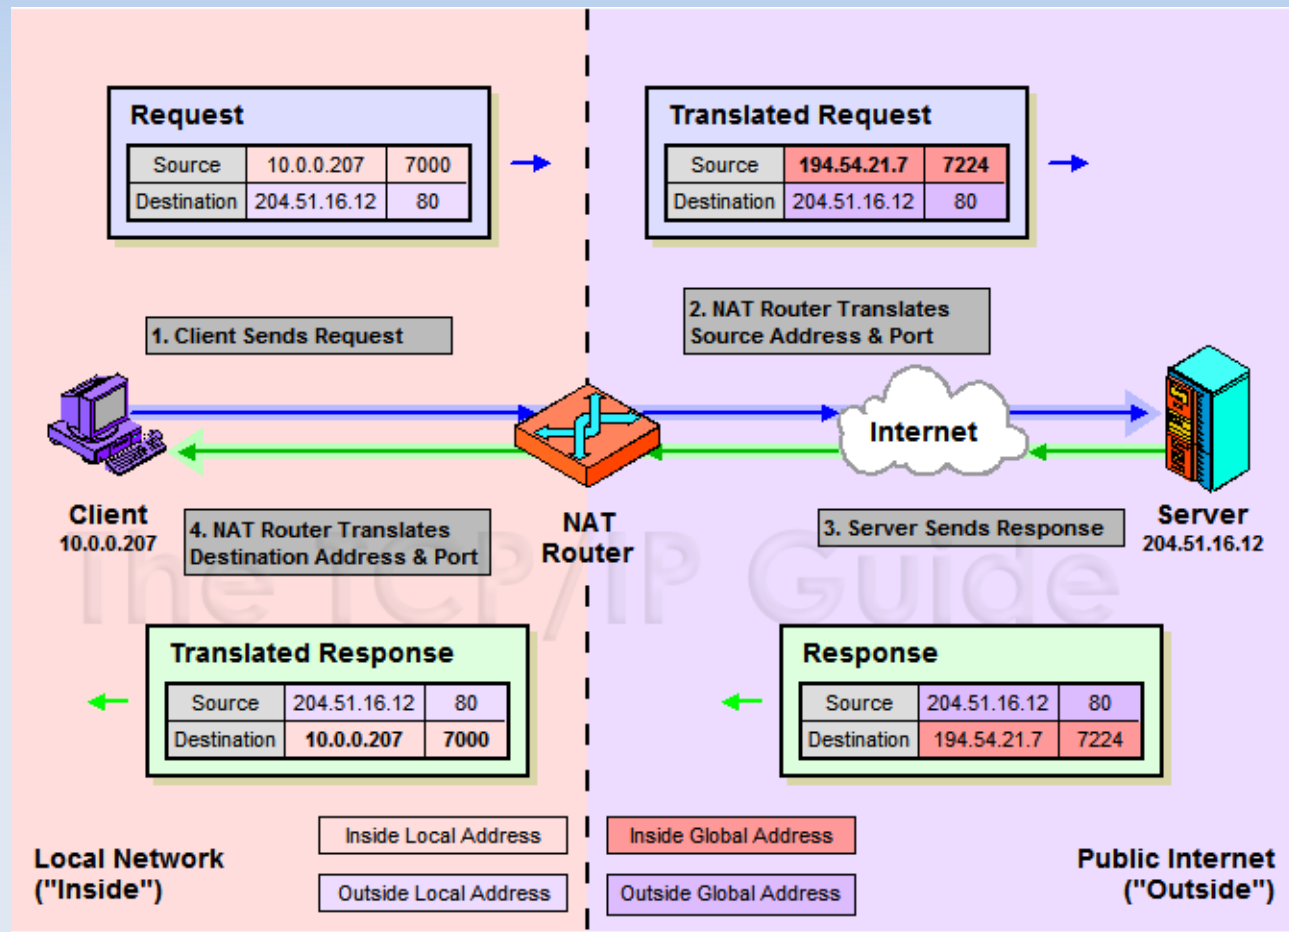 Request
Source 10.0.0.207 7000
Destination 204.51.16.12 80
Translated Request
Source 194.54.21.7 7224
Destination 204.51.16.12 80
1. Client Sends Request
2. NAT Router Translates
Source Address & Port
Internet
Client
10.0.0.207
NAT
Router
Server
204.51.16.12
4. NAT Router Translates
Destination Address & Port
3. Server Sends Response
The TCP/IP Guide
Translated Response
Source 204.51.16.12 80
Destination 10.0.0.207 7000
Response
Source 204.51.16.12 80
Destination 194.54.21.7 7224
Local Network
("Inside")
Inside Local Address
Outside Local Address
Inside Global Address
Outside Global Address
Public Internet
("Outside")